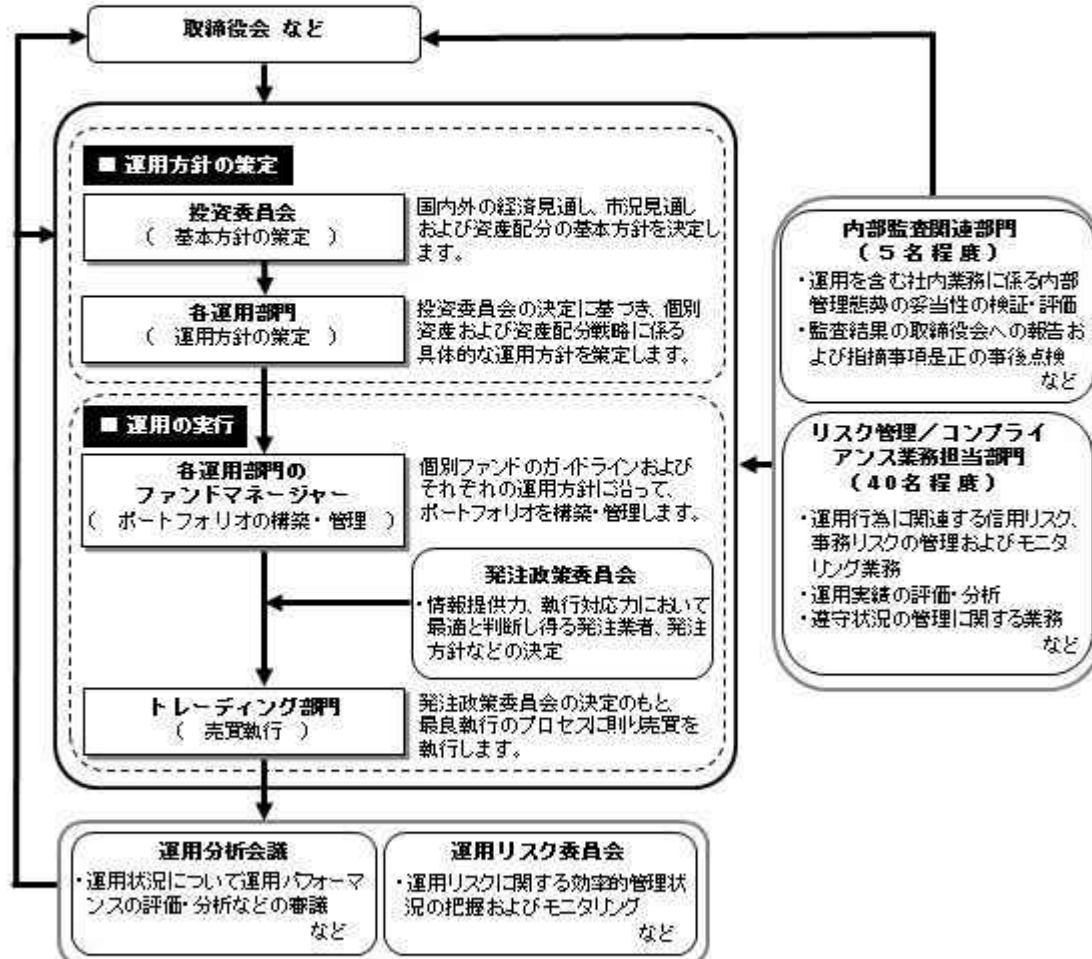 取締役会 など
■ 運用方針の策定
投資委員会
( 基本方針の策定 )
国内外の経済見通し、市況見通し
および資産配分の基本方針を決定し
ます。
各運用部門
( 運用方針の策定 )
投資委員会の決定に基づき、個別
資産および資産配分戦略に係る
具体的な運用方針を策定します。
■ 運用の実行
各運用部門の
ファンドマネージャー
( ポートフォリオの構築・管理 )
個別ファンドのガイドラインおよび
それぞれの運用方針に沿って、
ポートフォリオを構築・管理します。
発注政策委員会
・情報提供力、執行対応力において
最適と判断し得る発注業者、発注
方針などの決定
トレーディング部門
( 売買執行 )
発注政策委員会の決定のもと、
最良執行のプロセスに則り売買を
執行します。
運用分析会議
・運用状況について運用パフォーマ
ンスの評価・分析などの審議
など
運用リスク委員会
・運用リスクに関する効率的管理状
況の把握およびモニタリング
など
内部監査関連部門
(5名程度)
・運用を含む社内業務に係る内部
管理態勢の妥当性の検証・評価
・監査結果の取締役会への報告お
よび指摘事項是正の事後点検
など
リスク管理/コンプライ
アンス業務担当部門
(40名程度)
・運用行為に関連する信用リスク、
事務リスクの管理およびモニタ
リング業務
・運用実績の評価・分析
・遵守状況の管理に関する業務
など